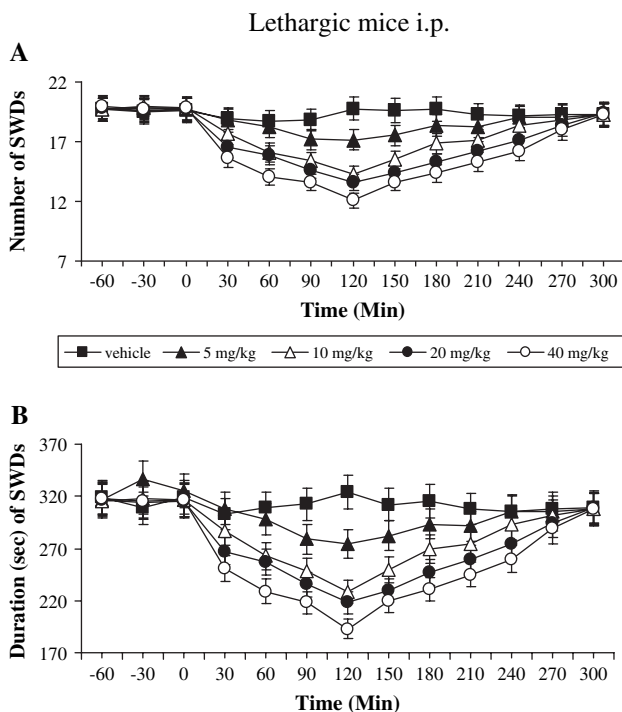 Lethargic mice i.p.
A
Number of SWDs
22
17
12
7
-60 -30 0 30 60 90 120 150 180 210 240 270 300
Time (Min)
vehicle 5 mg/kg 10 mg/kg 20 mg/kg 40 mg/kg
B
Duration (sec) of SWDs
370
320
270
220
170
-60 -30 0 30 60 90 120 150 180 210 240 270 300
Time (Min)